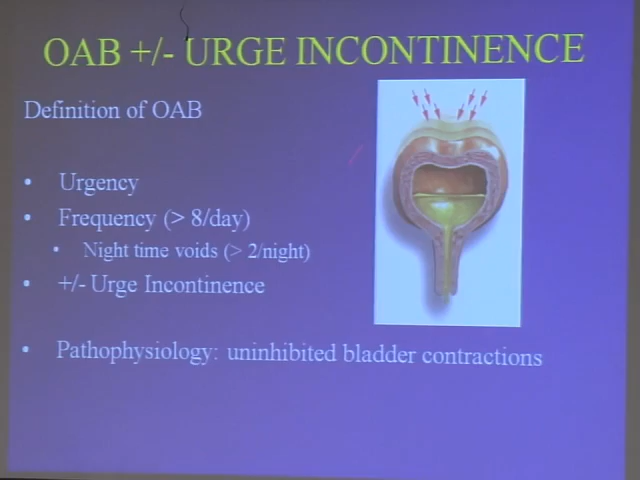 OAB +/- URGE INCONTINENCE
Definition of OAB
• Urgency
• Frequency (> 8/day)
• Night time voids (> 2/night)
• +/- Urge Incontinence
• Pathophysiology: uninhibited bladder contractions